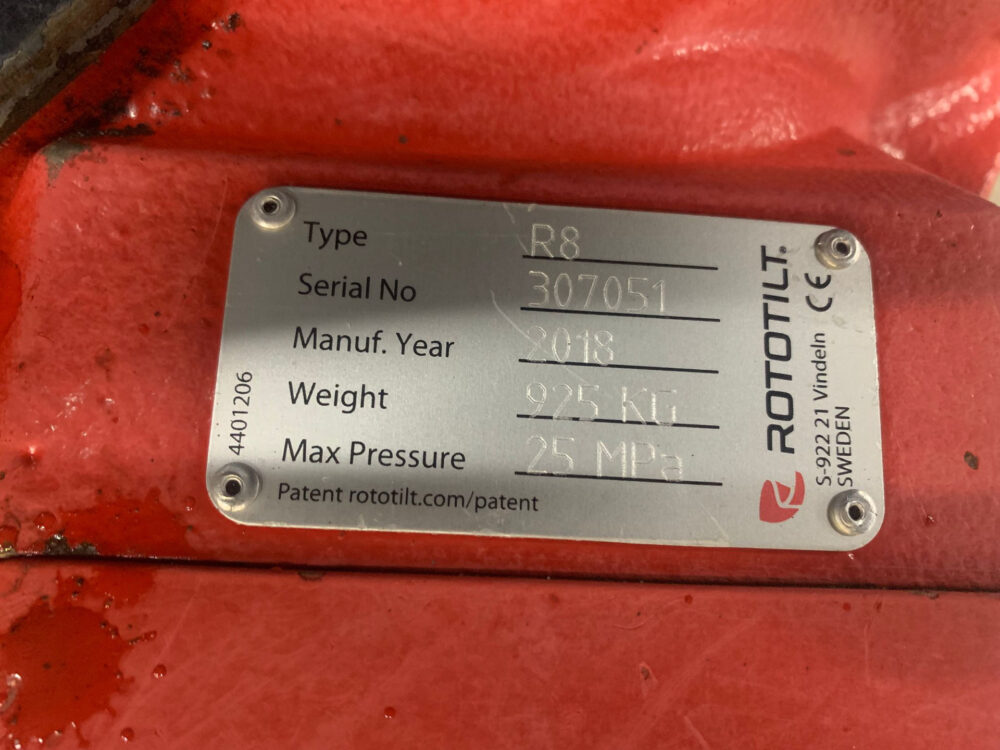 Type R8
Serial No 307051
Manuf. Year 2018
Weight 925 KG
Max Pressure 25 MPa
Patent rototilt.com/patent
4401206
ROTOTILT®
S-922 21 Vindeln
SWEDEN
CE